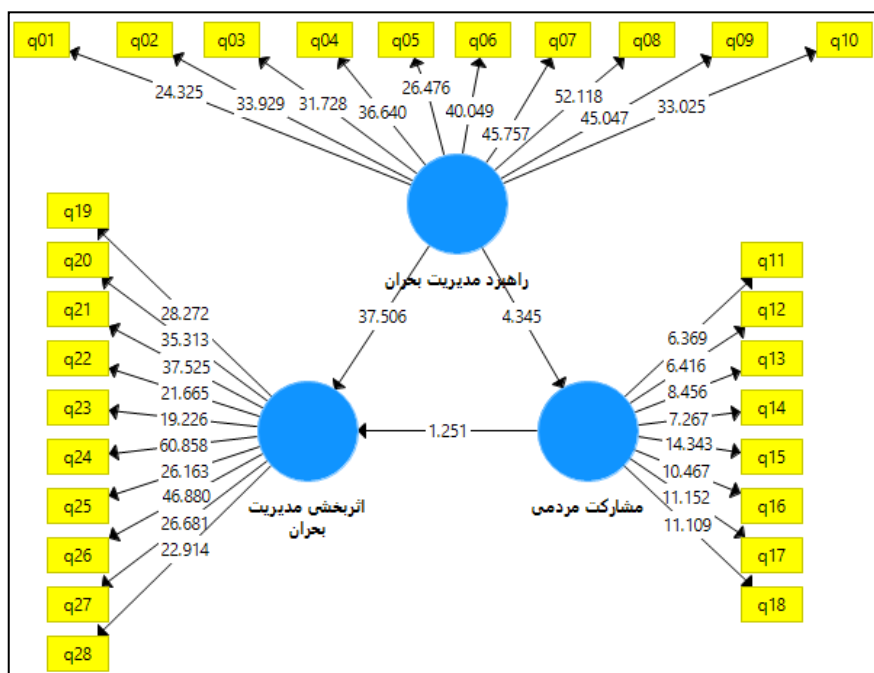 q01
q02
q03
q04
q05
q06
q07
q08
q09
q10
24.325
33.929
31.728
36.640
26.476
40.049
45.757
52.118
45.047
33.025
راهبرد مدیریت بحران
37.506
4.345
q19
q20
q21
q22
q23
q24
q25
q26
q27
q28
28.272
35.313
37.525
21.665
19.226
60.858
26.163
46.880
26.681
22.914
اثربخشی مدیریت
بحران
1.251
مشارکت مردمی
6.369
6.416
8.456
7.267
14.343
10.467
11.152
11.109
q11
q12
q13
q14
q15
q16
q17
q18